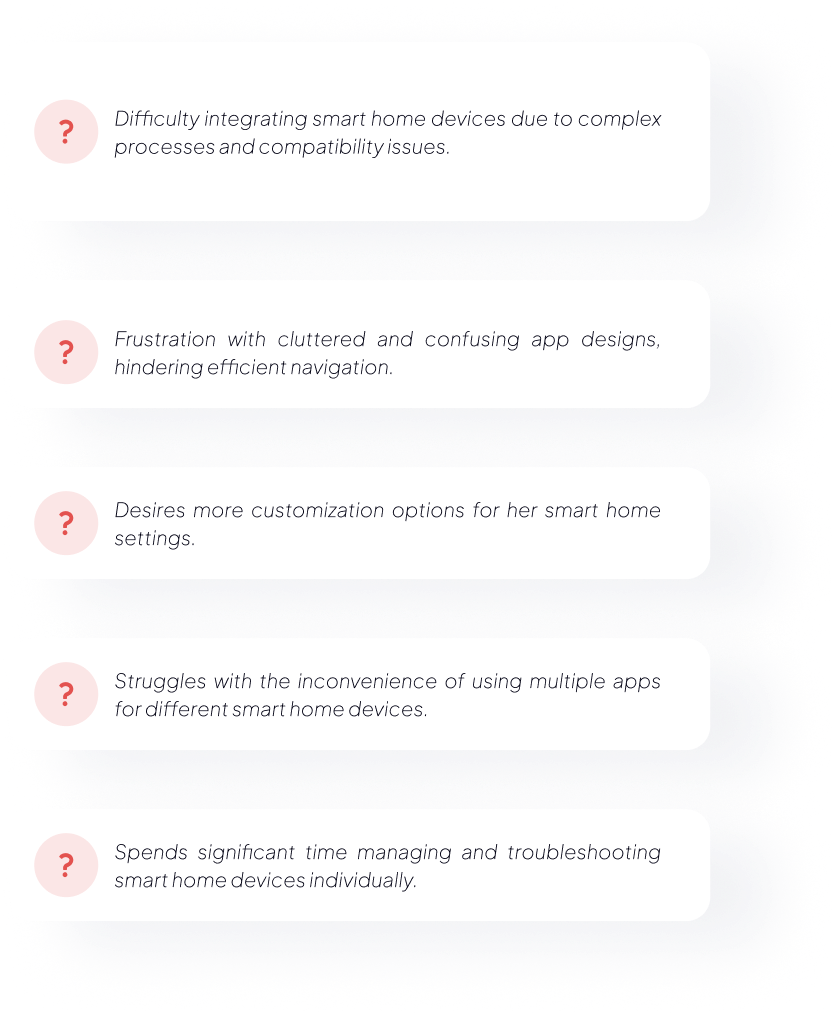 ?
Difficulty integrating smart home devices due to complex
processes and compatibility issues.
?
Frustration with cluttered and confusing app designs,
hindering efficient navigation.
?
Desires more customization options for her smart home
settings.
?
Struggles with the inconvenience of using multiple apps
for different smart home devices.
?
Spends significant time managing and troubleshooting
smart home devices individually.